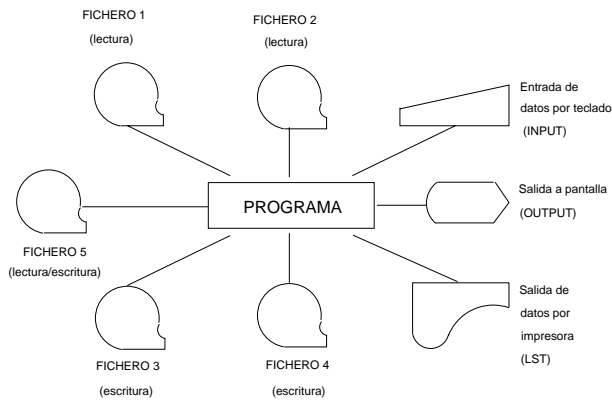 FICHERO 1
(lectura)
FICHERO 2
(lectura)
Entrada de
datos por teclado
(INPUT)
PROGRAMA
Salida a pantalla
(OUTPUT)
FICHERO 5
(lectura/escritura)
FICHERO 3
(escritura)
FICHERO 4
(escritura)
Salida de
datos por
impresora
(LST)